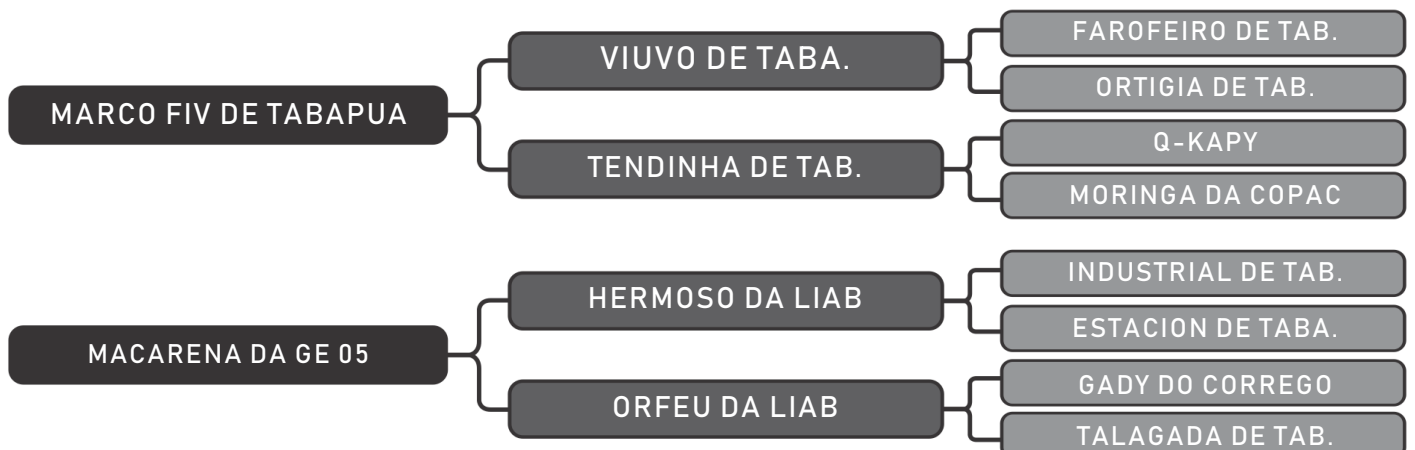 FAROFEIRO DE TAB.
VIUVO DE TABA.
ORTIGIA DE TAB.
MARCO FIV DE TABAPUA
Q-KAPY
TENDINHA DE TAB.
MORINGA DA COPAC
INDUSTRIAL DE TAB.
HERMOSO DA LIAB
ESTACION DE TABA.
MACARENA DA GE 05
GADY DO CORREGO
ORFEU DA LIAB
TALAGADA DE TAB.